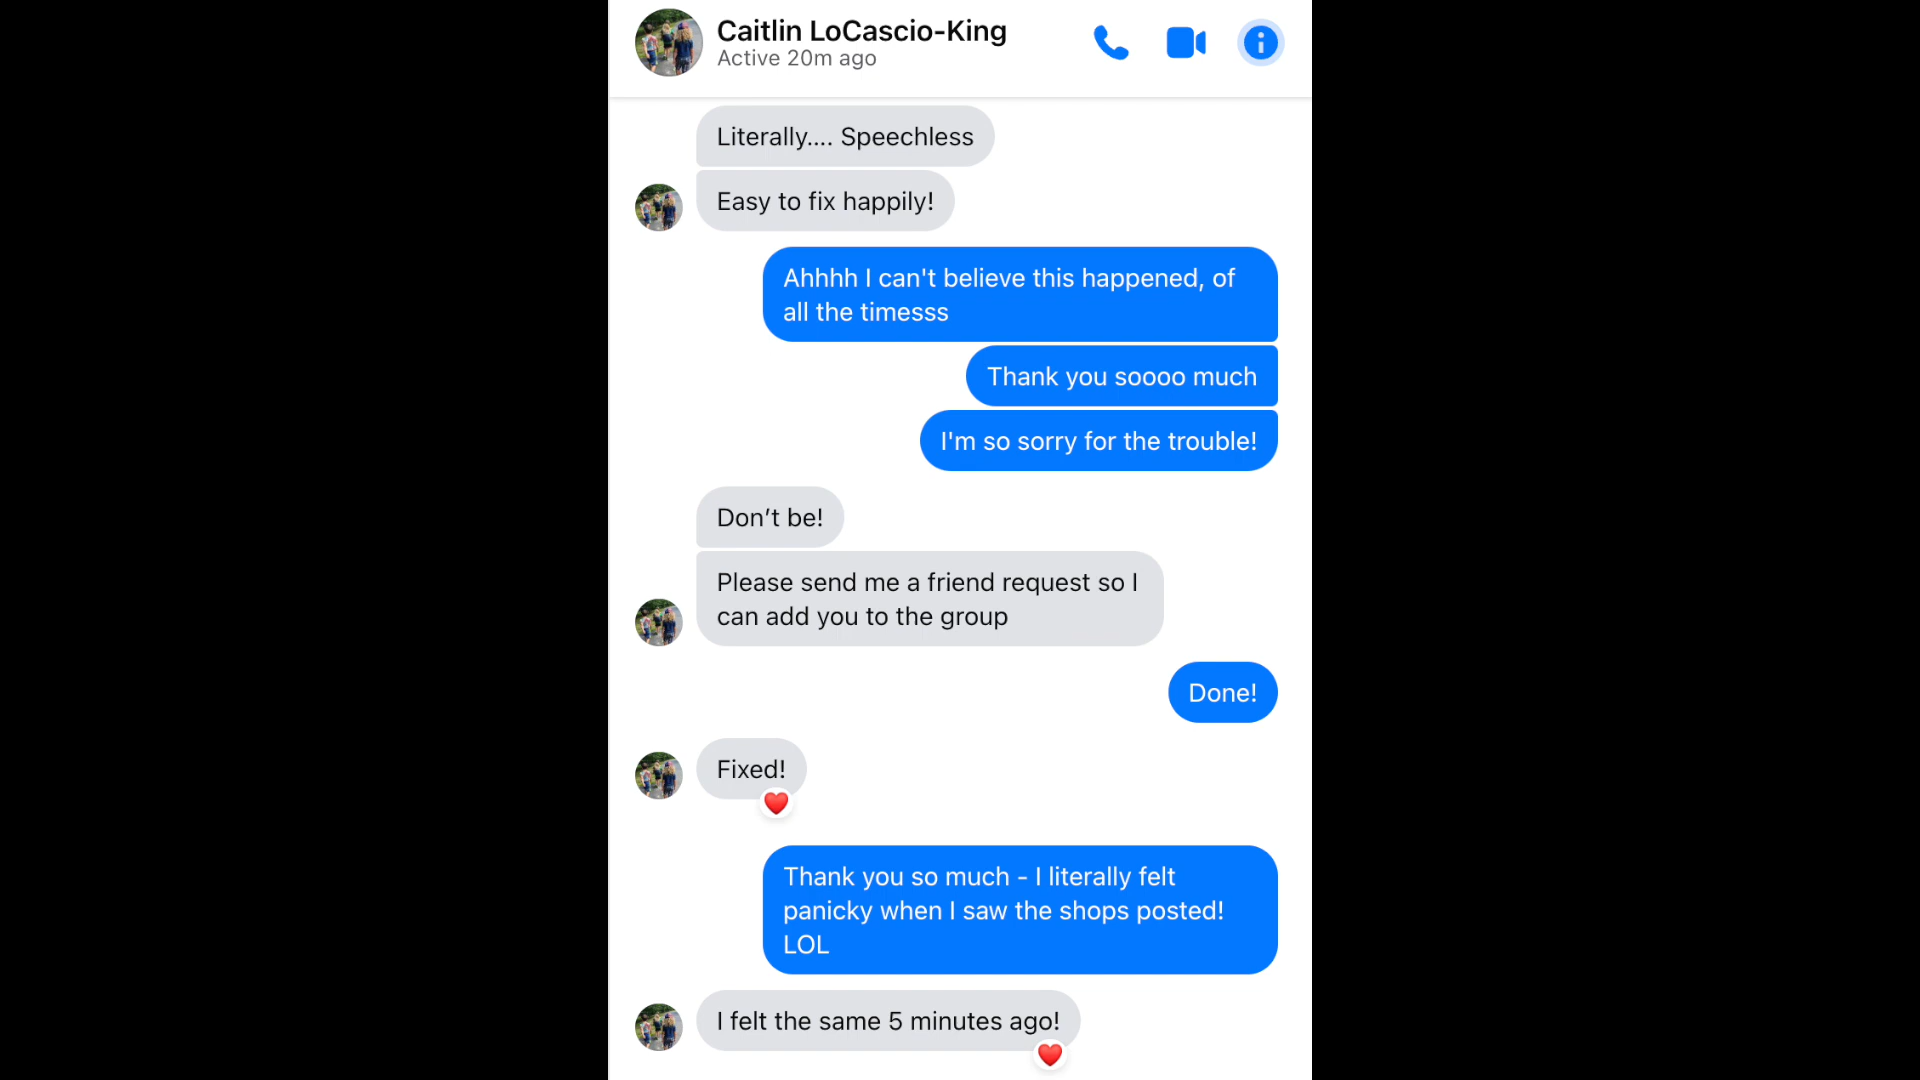 Caitlin LoCascio-King
Active 20m ago
Literally.... Speechless
Easy to fix happily!
Ahhhh I can't believe this happened, of
all the timesss
Thank you soooo much
I'm so sorry for the trouble!
Don’t be!
Please send me a friend request so I
can add you to the group
Done!
Fixed!
Thank you so much - I literally felt
panicky when I saw the shops posted!
LOL
I felt the same 5 minutes ago!